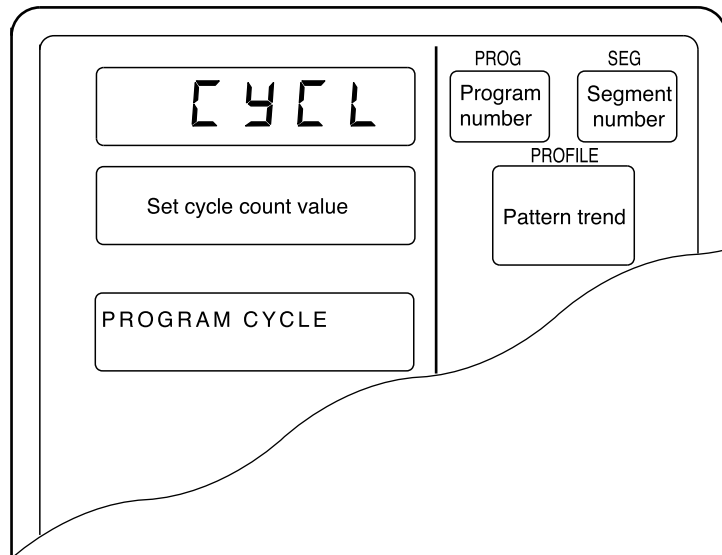 CYCL
Set cycle count value
PROGRAM CYCLE
PROG
Program
number
SEG
Segment
number
PROFILE
Pattern trend